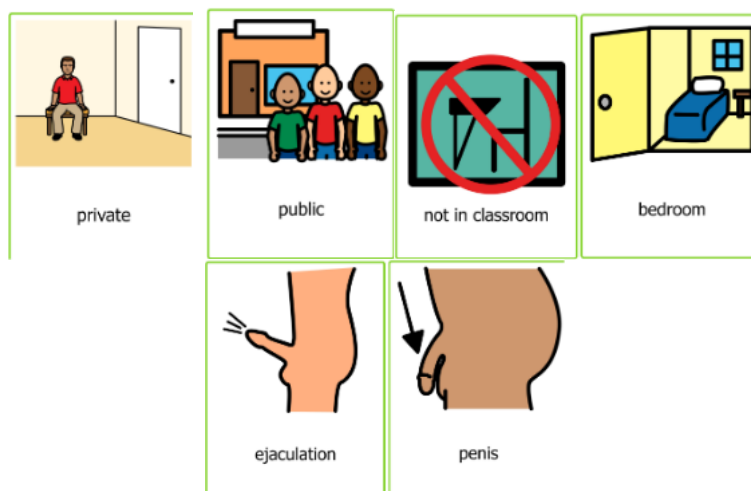 private
public
not in classroom
bedroom
ejaculation
penis